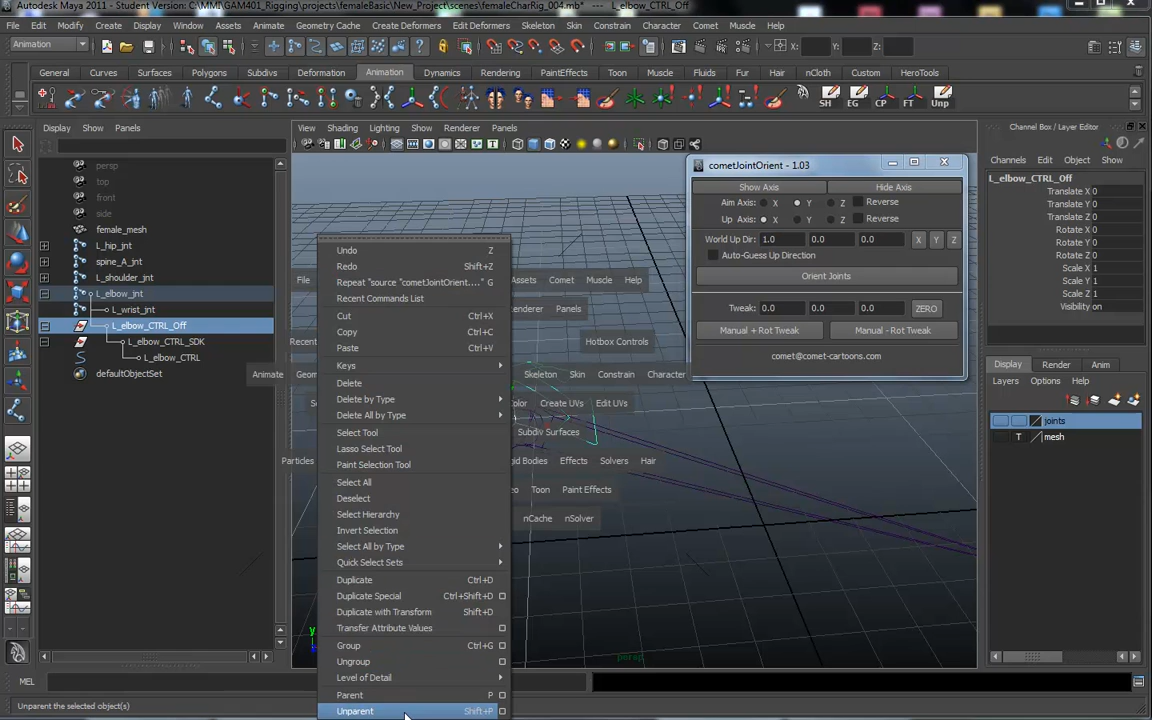 Autodesk Maya 2011 - Student Version: C:\MMI\GAM401_Rigging\projects\femaleBasic\New_Project\scenes\femaleCharRig_004.mb* --- L_elbow_CTRL_Off
File Edit Modify Create Display Window Assets Animate Geometry Cache Create Deformers Edit Deformers Skeleton Skin Constrain Character Comet Muscle Help
Animation X: Y: Z:
General Curves Surfaces Polygons Subdivs Deformation Animation Dynamics Rendering PaintEffects Toon Muscle Fluids Fur Hair nCloth Custom HeroTools
SH EG CP FT Unp
Display Show Panels
View Shading Lighting Show Renderer Panels
Channel Box / Layer Editor
Channels Edit Object Show
persp
top
front
side
female_mesh
L_hip_jnt
spine_A_jnt
L_shoulder_jnt
L_elbow_jnt
L_wrist_jnt
L_elbow_CTRL_Off
L_elbow_CTRL_SDK
L_elbow_CTRL
defaultObjectSet
Undo Z
Redo Shift+Z
Repeat "source "cometJointOrient...." G
Recent Commands List
Cut Ctrl+X
Copy Ctrl+C
Paste Ctrl+V
Keys
Delete
Delete by Type
Delete All by Type
Select Tool
Lasso Select Tool
Paint Selection Tool
Select All
Deselect
Select Hierarchy
Invert Selection
Select All by Type
Quick Select Sets
Duplicate Ctrl+D
Duplicate Special Ctrl+Shift+D
Duplicate with Transform Shift+D
Transfer Attribute Values
Group Ctrl+G
Ungroup
Level of Detail
Parent P
Unparent Shift+P
File Assets Comet Muscle Help
Panels
Hotbox Controls
Animate Skeleton Skin Constrain Character
Create UVs Edit UVs
Subdiv Surfaces
Particles Effects Solvers Hair
Toon Paint Effects
nCache nSolver
cometJointOrient - 1.03
Show Axis Hide Axis
Aim Axis: X Y Z Reverse
Up Axis: X Y Z Reverse
World Up Dir: 1.0 0.0 0.0 X Y Z
Auto-Guess Up Direction
Orient Joints
Tweak: 0.0 0.0 0.0 ZERO
Manual + Rot Tweak Manual - Rot Tweak
comet@comet-cartoons.com
L_elbow_CTRL_Off
Translate X 0
Translate Y 0
Translate Z 0
Rotate X 0
Rotate Y 0
Rotate Z 0
Scale X 1
Scale Y 1
Scale Z 1
Visibility on
Display Render Anim
Layers Options Help
joints
T mesh
y
persp
MEL
Unparent the selected object(s)